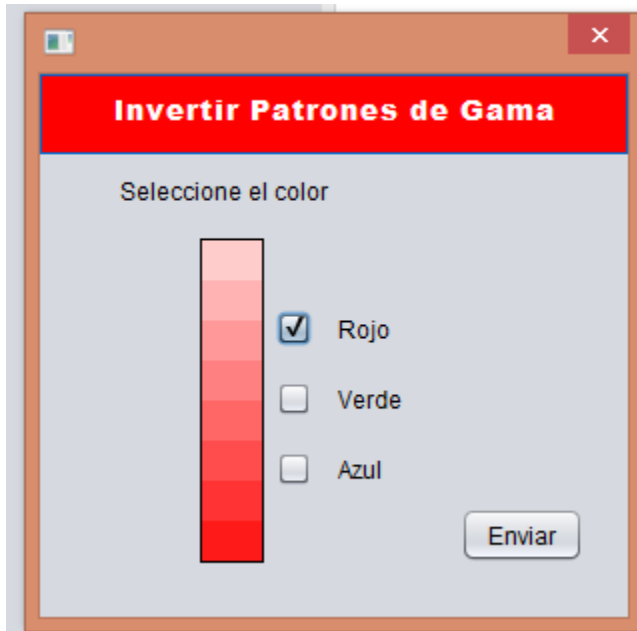 Invertir Patrones de Gama
Seleccione el color
Rojo
Verde
Azul
Enviar